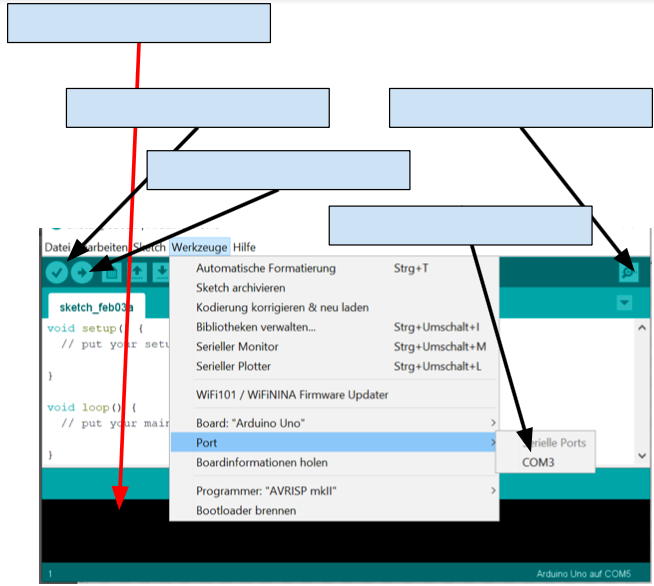 Datei Bearbeiten Sketch Werkzeuge Hilfe
Automatische Formatierung Strg+T
Sketch archivieren
sketch_feb03a
Kodierung korrigieren & neu laden
void setup() {
Bibliotheken verwalten... Strg+Umschalt+I
// put your setu
Serieller Monitor Strg+Umschalt+M
Serieller Plotter Strg+Umschalt+L
}
WiFi101 / WiFiNINA Firmware Updater
void loop() {
// put your main
Board: "Arduino Uno"
Port
Serielle Ports
}
Boardinformationen holen
COM3
Programmer: "AVRISP mkII"
Bootloader brennen
1
Arduino Uno auf COM5